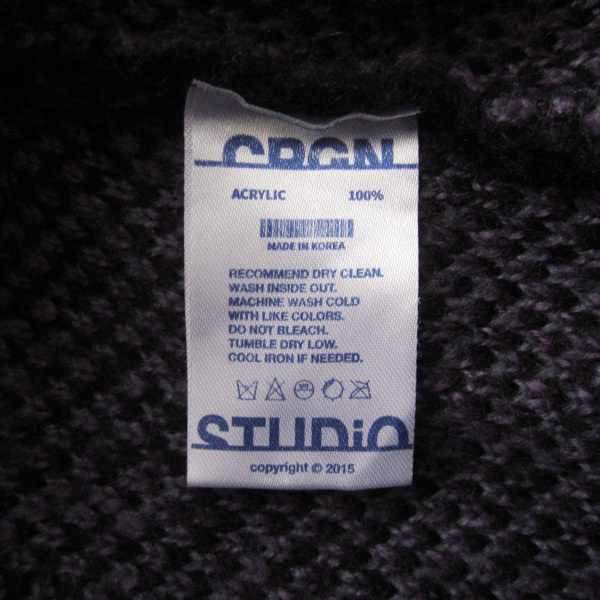 CRGN
ACRYLIC 100%
MADE IN KOREA
RECOMMEND DRY CLEAN.
WASH INSIDE OUT.
MACHINE WASH COLD
WITH LIKE COLORS.
DO NOT BLEACH.
TUMBLE DRY LOW.
COOL IRON IF NEEDED.
STUDiO
copyright © 2015